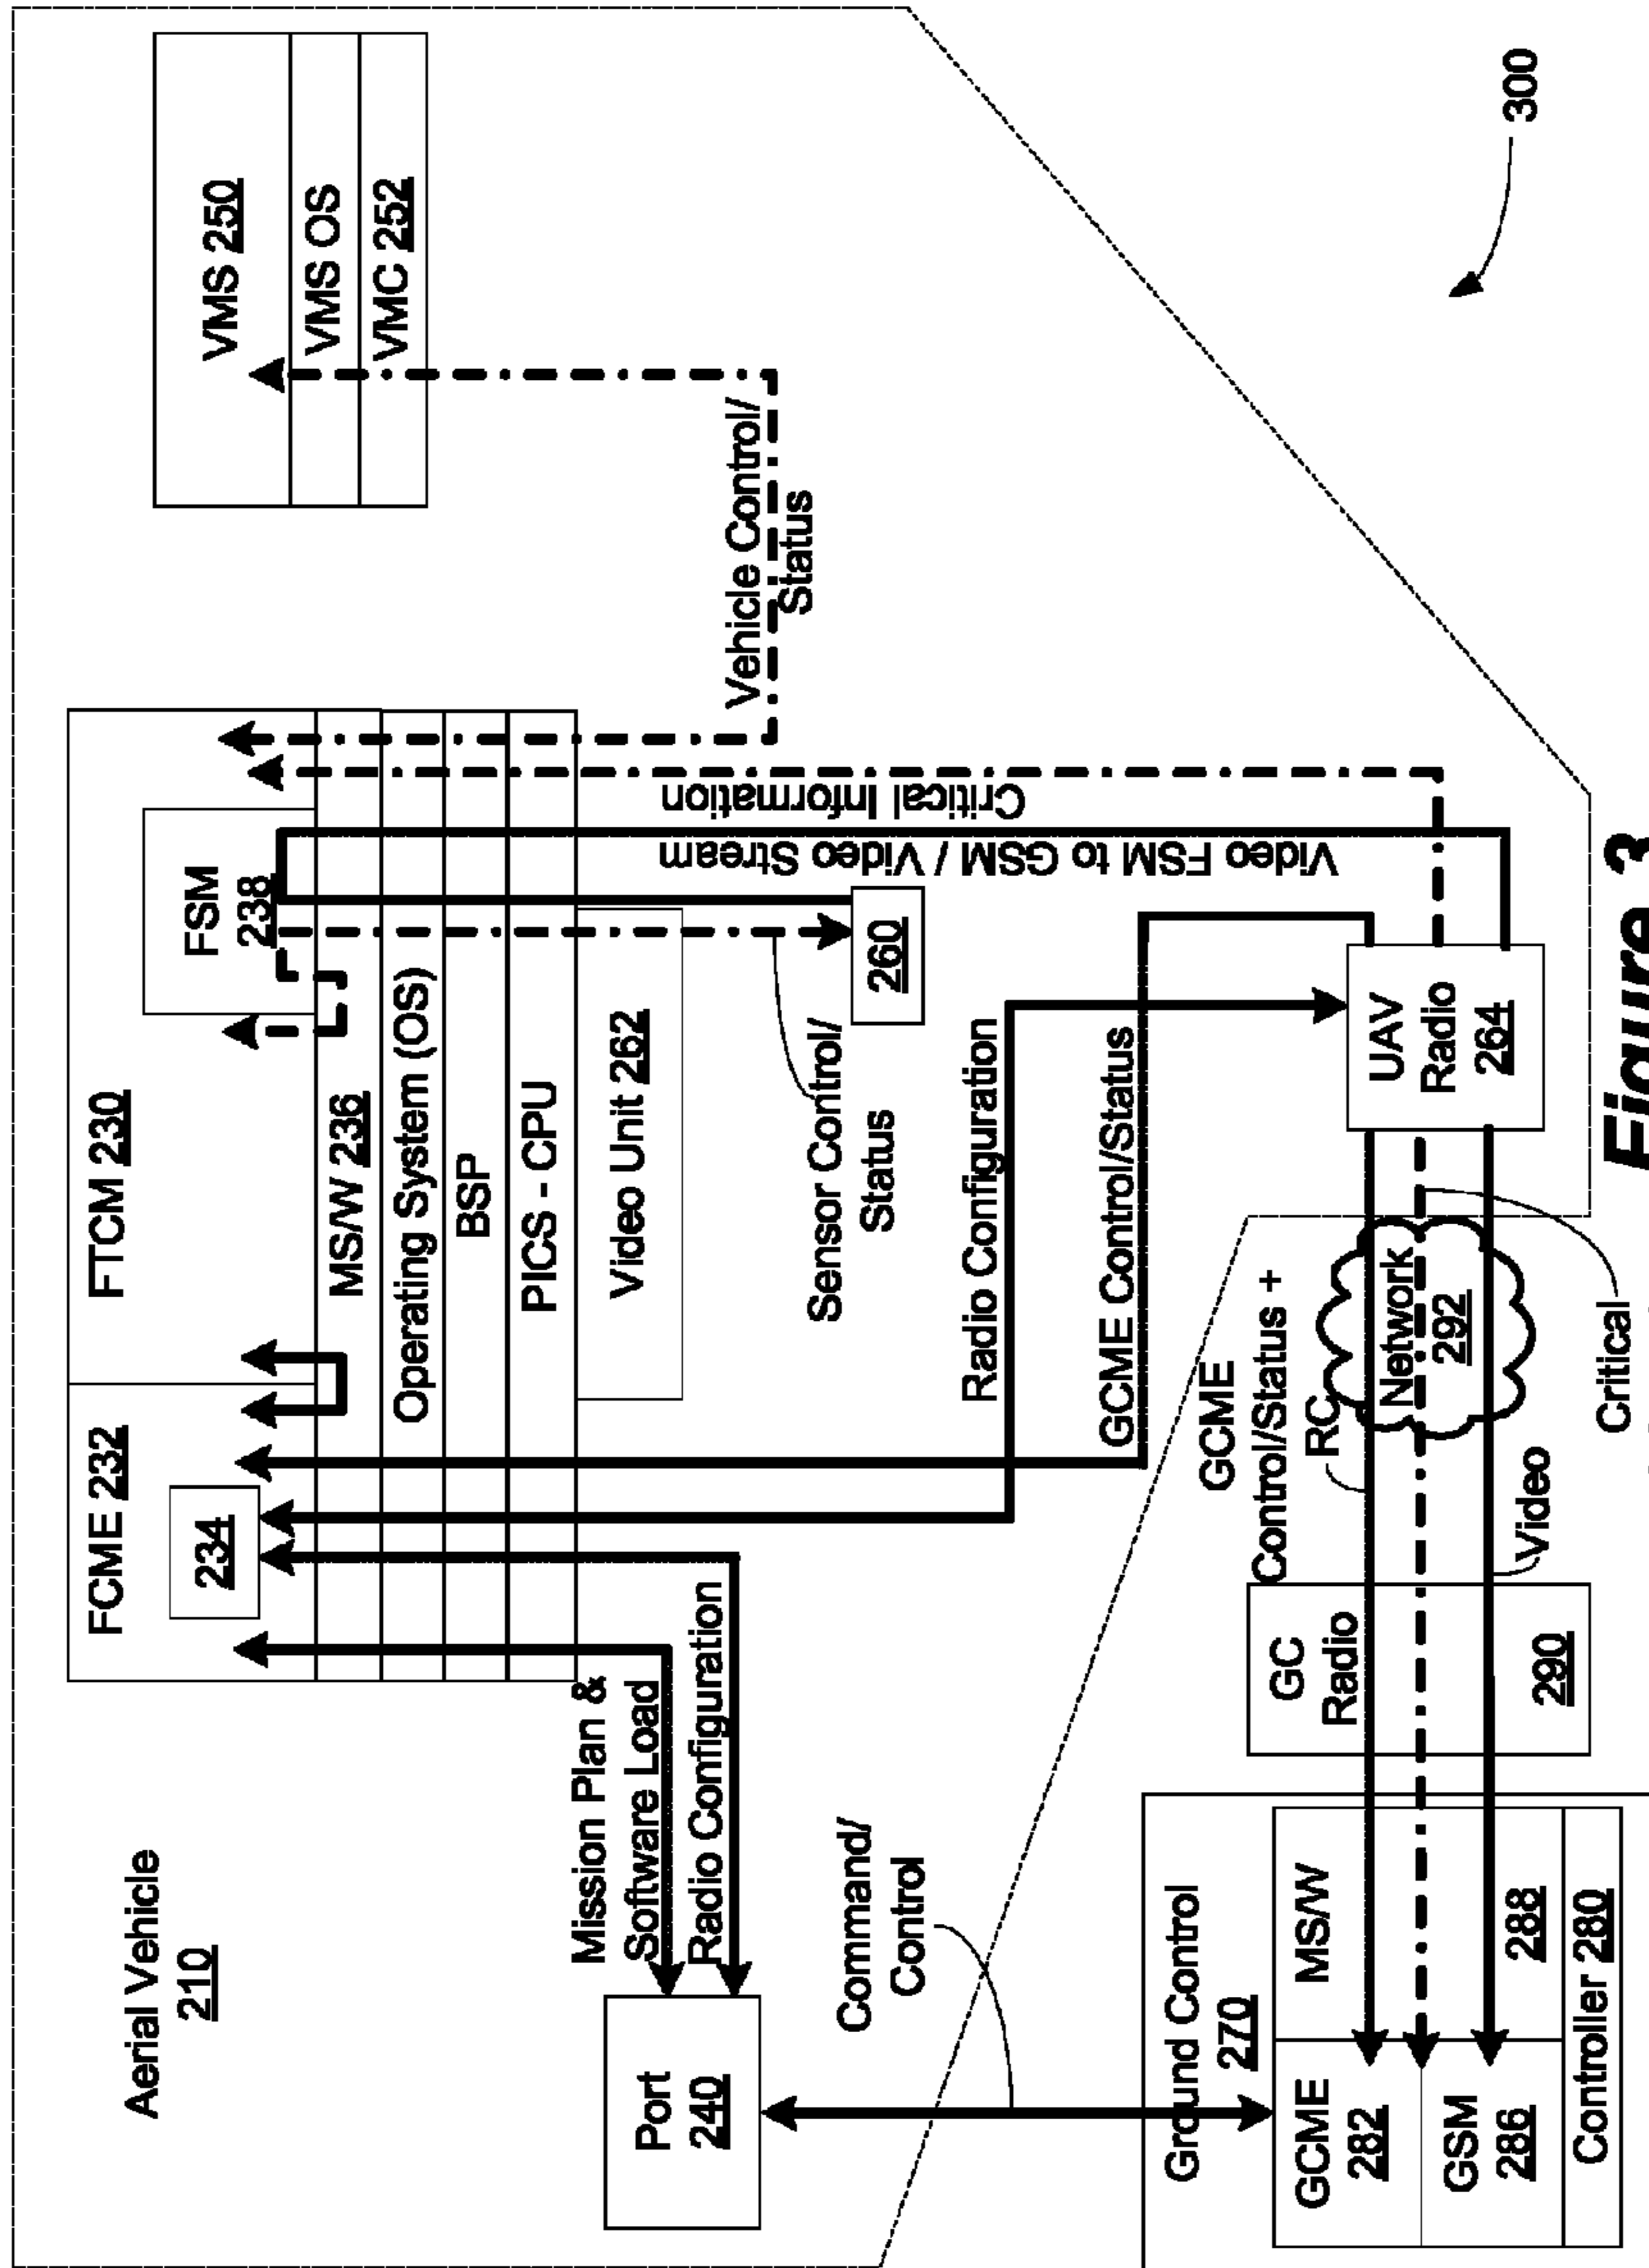 Aerial Vehicle
210
FCME 232
234
FTCM 230
FSM
238
MS/W 236
Operating System (OS)
BSP
PICS - CPU
Video Unit 262
VMS 250
VMS OS
VMC 252
Vehicle Control/
Status
Mission Plan &
Software Load
Radio Configuration
Port
240
Sensor Control/
Status
260
Critical Information
Video FSM to GSM / Video Stream
Radio Configuration
GCME Control/Status
Command/
Control
UAV
Radio
264
GCME
Control/Status +
RC
Network
292
Video
Critical
GC
Radio
290
Ground Control
270
GCME
282
MS/W
288
GSM
286
Controller 280
300
Figure 3